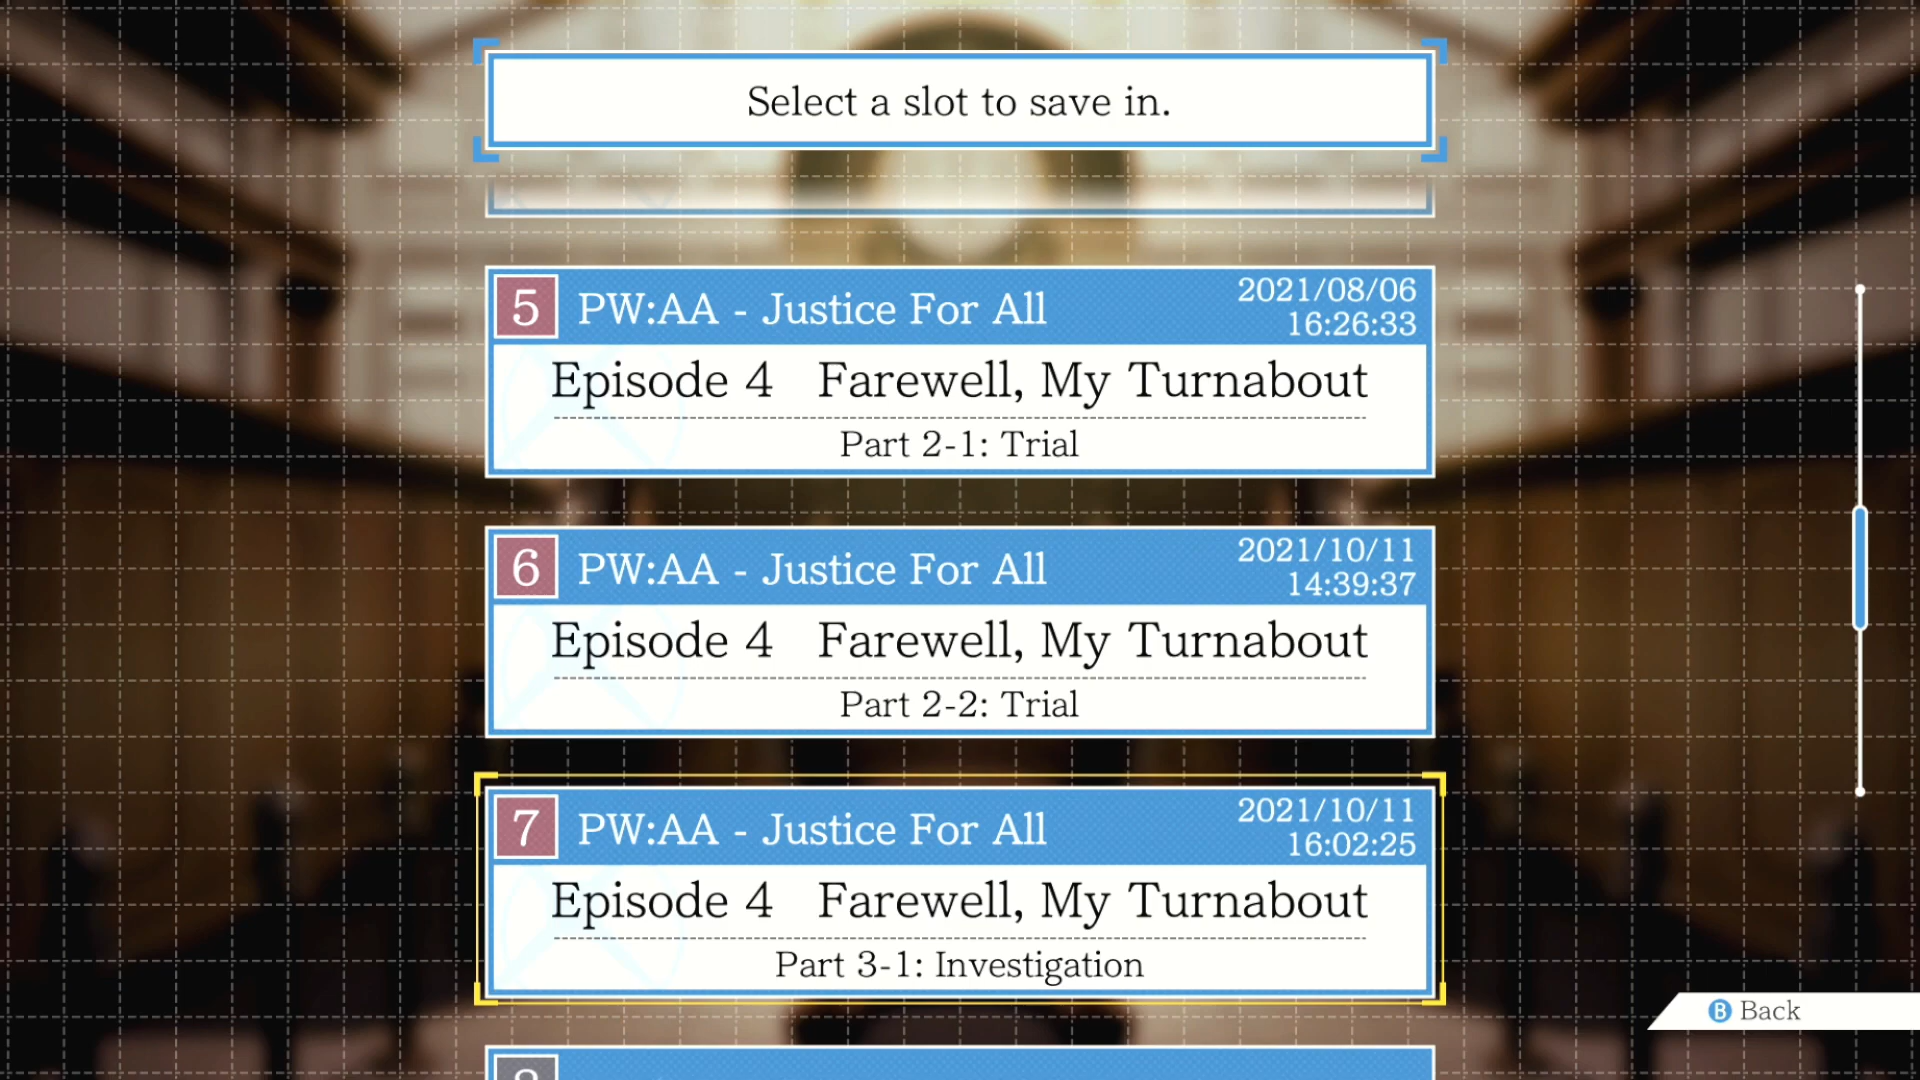 Select a slot to save in.
5 PW:AA - Justice For All 2021/08/06
16:26:33
Episode 4 Farewell, My Turnabout
Part 2-1: Trial
6 PW:AA - Justice For All 2021/10/11
14:39:37
Episode 4 Farewell, My Turnabout
Part 2-2: Trial
7 PW:AA - Justice For All 2021/10/11
16:02:25
Episode 4 Farewell, My Turnabout
Part 3-1: Investigation
B Back